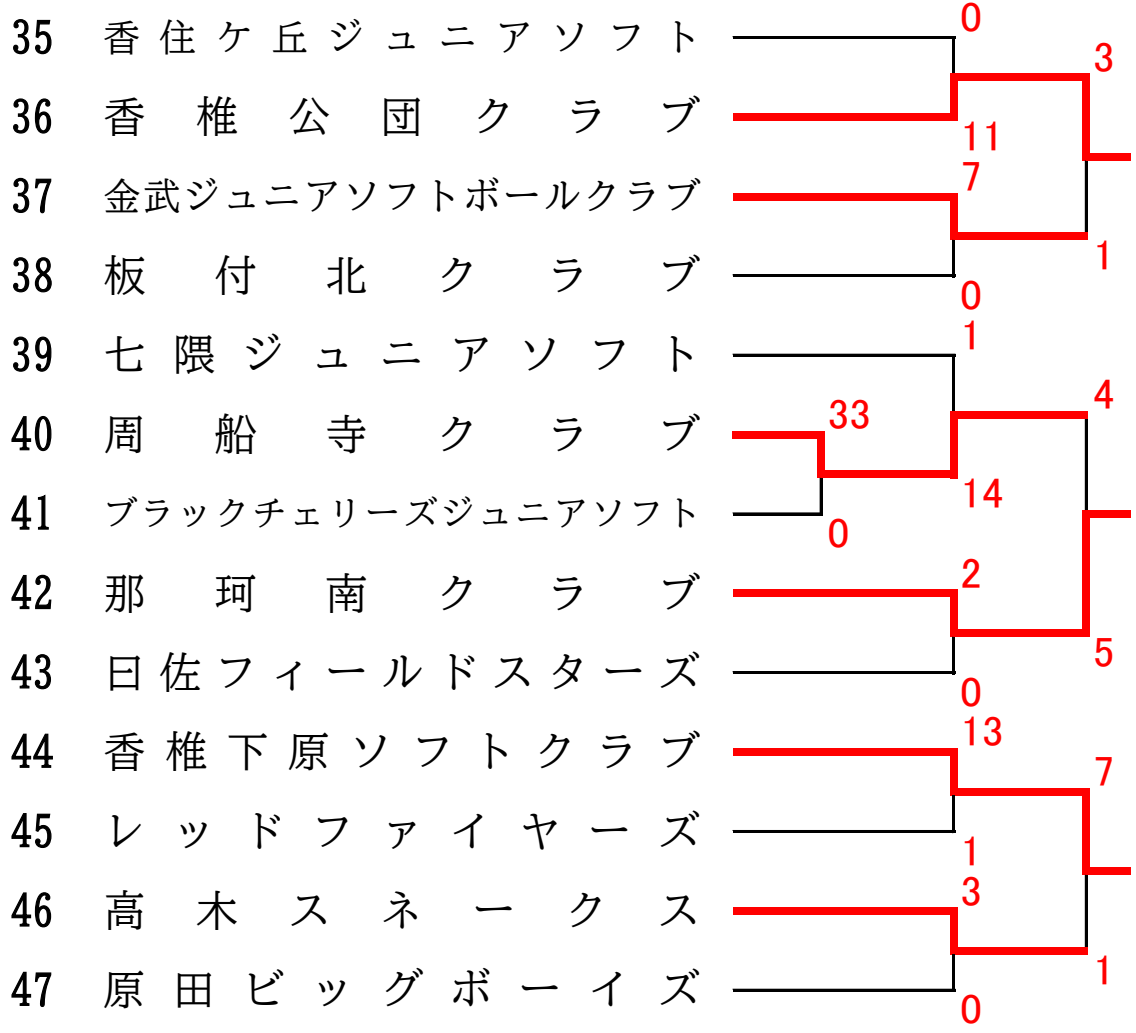 35 香住ケ丘ジュニアソフト
0
3
36 香椎公団クラブ
11
37 金武ジュニアソフトボールクラブ
7
1
38 板付北クラブ
0
39 七隈ジュニアソフト
1
4
40 周船寺クラブ
33
14
41 ブラックチェリーズジュニアソフト
0
42 那珂南クラブ
2
5
43 曰佐フィールドスターズ
0
44 香椎下原ソフトクラブ
13
7
45 レッドファイヤーズ
1
46 高木スネークス
3
1
47 原田ビッグボーイズ
0